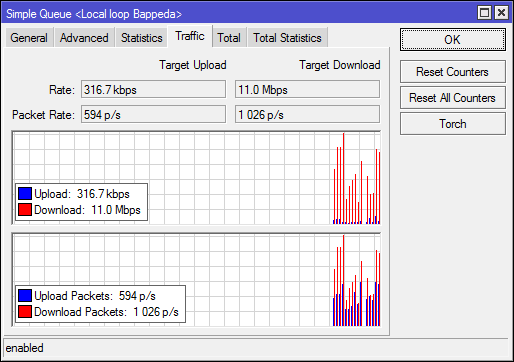 Simple Queue <Local loop Bappeda>
General Advanced Statistics Traffic Total Total Statistics
OK
Target Upload Target Download
Rate: 316.7 kbps 11.0 Mbps
Reset Counters
Packet Rate: 594 p/s 1 026 p/s
Reset All Counters
Torch
Upload: 316.7 kbps
Download: 11.0 Mbps
Upload Packets: 594 p/s
Download Packets: 1 026 p/s
enabled